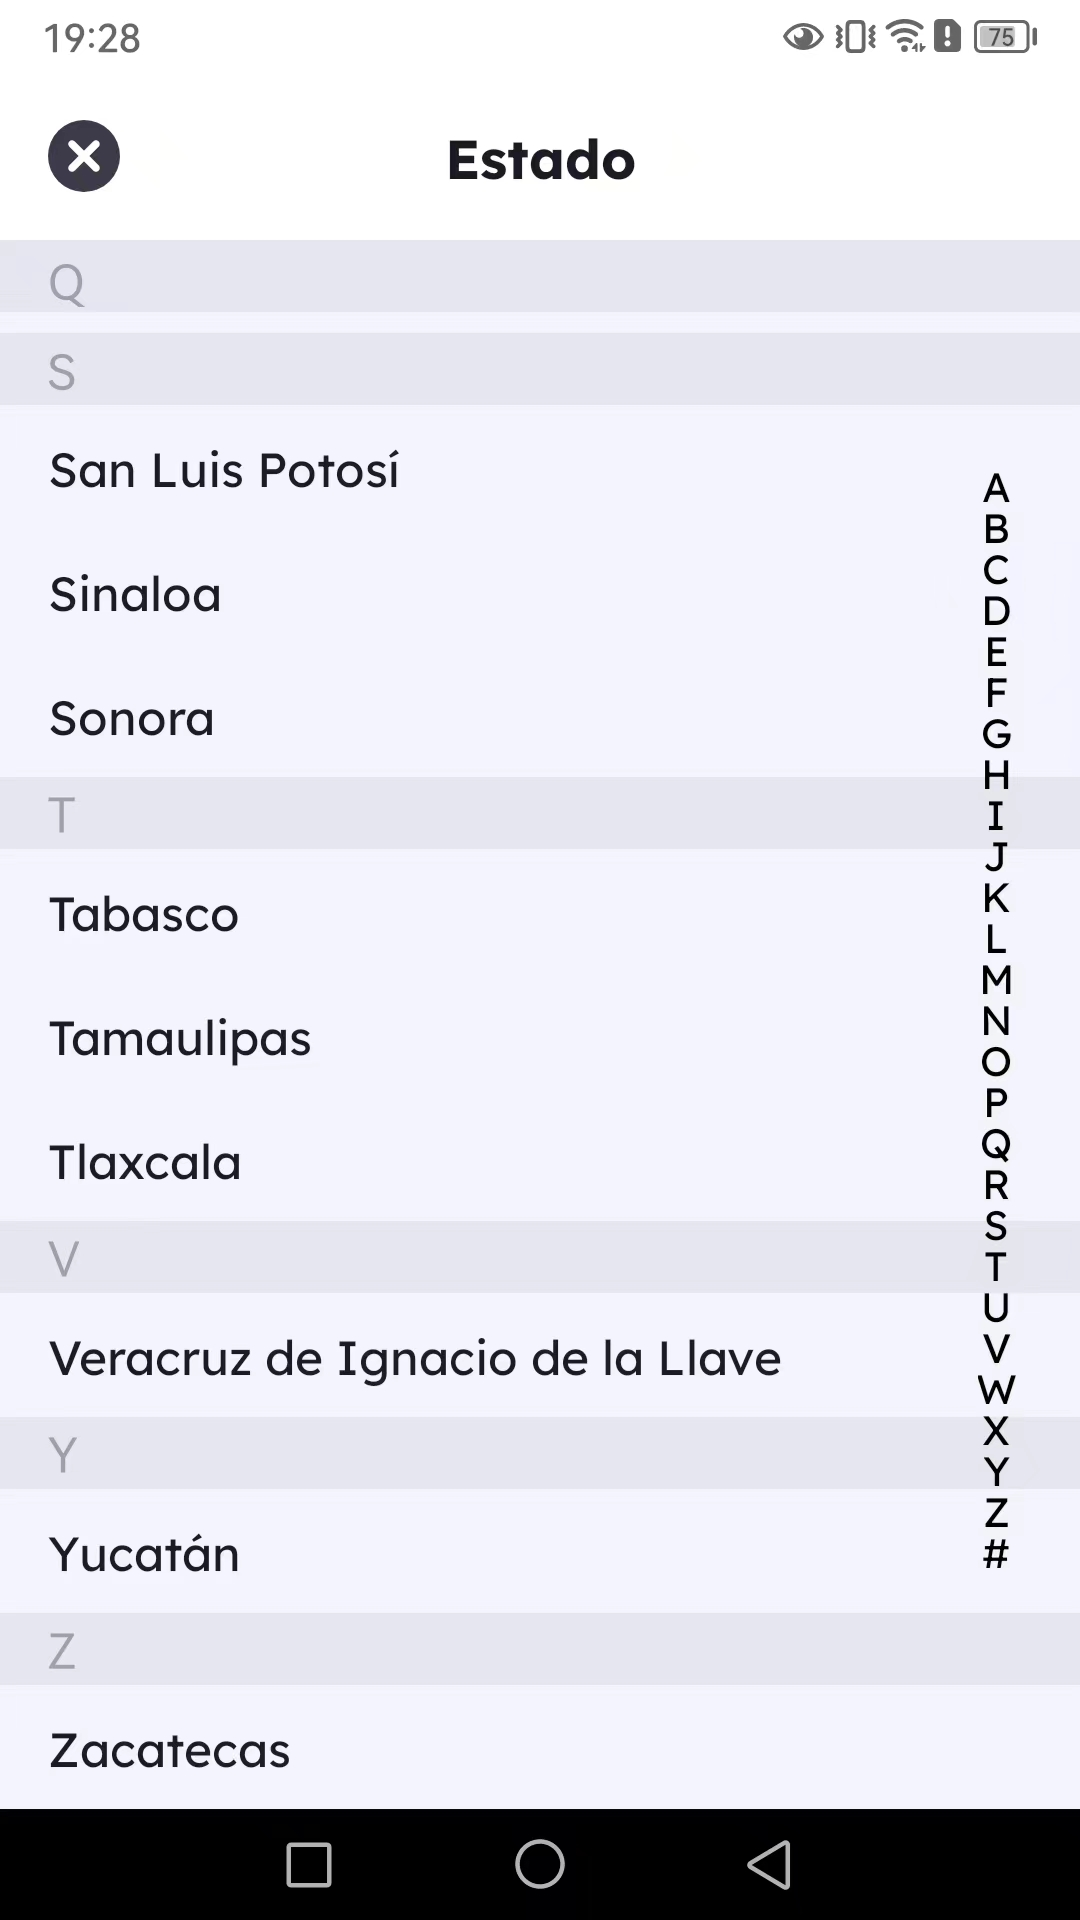 19:28
75
Estado
Q
S
San Luis Potosí
Sinaloa
Sonora
T
Tabasco
Tamaulipas
Tlaxcala
V
Veracruz de Ignacio de la Llave
Y
Yucatán
Z
Zacatecas
A
B
C
D
E
F
G
H
I
J
K
L
M
N
O
P
Q
R
S
T
U
V
W
X
Y
Z
#